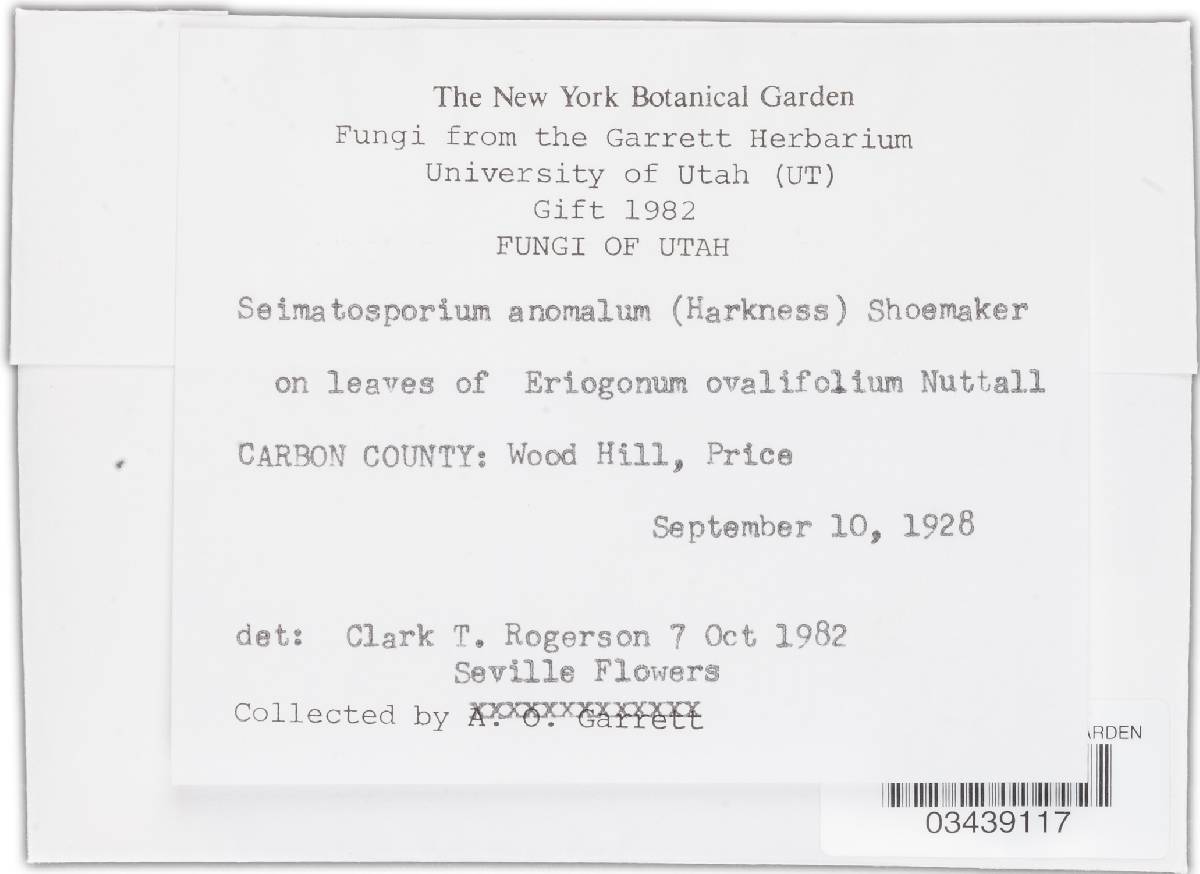 The New York Botanical Garden
Fungi from the Garrett Herbarium
University of Utah (UT)
Gift 1982
FUNGI OF UTAH
Seimatosporium anomalum (Harkness) Shoemaker
on leaves of Eriogonum ovalifolium Nuttall
CARBON COUNTY: Wood Hill, Price
September 10, 1928
det: Clark T. Rogerson 7 Oct 1982
Seville Flowers
Collected by A. O. Garrett
RDEN
03439117